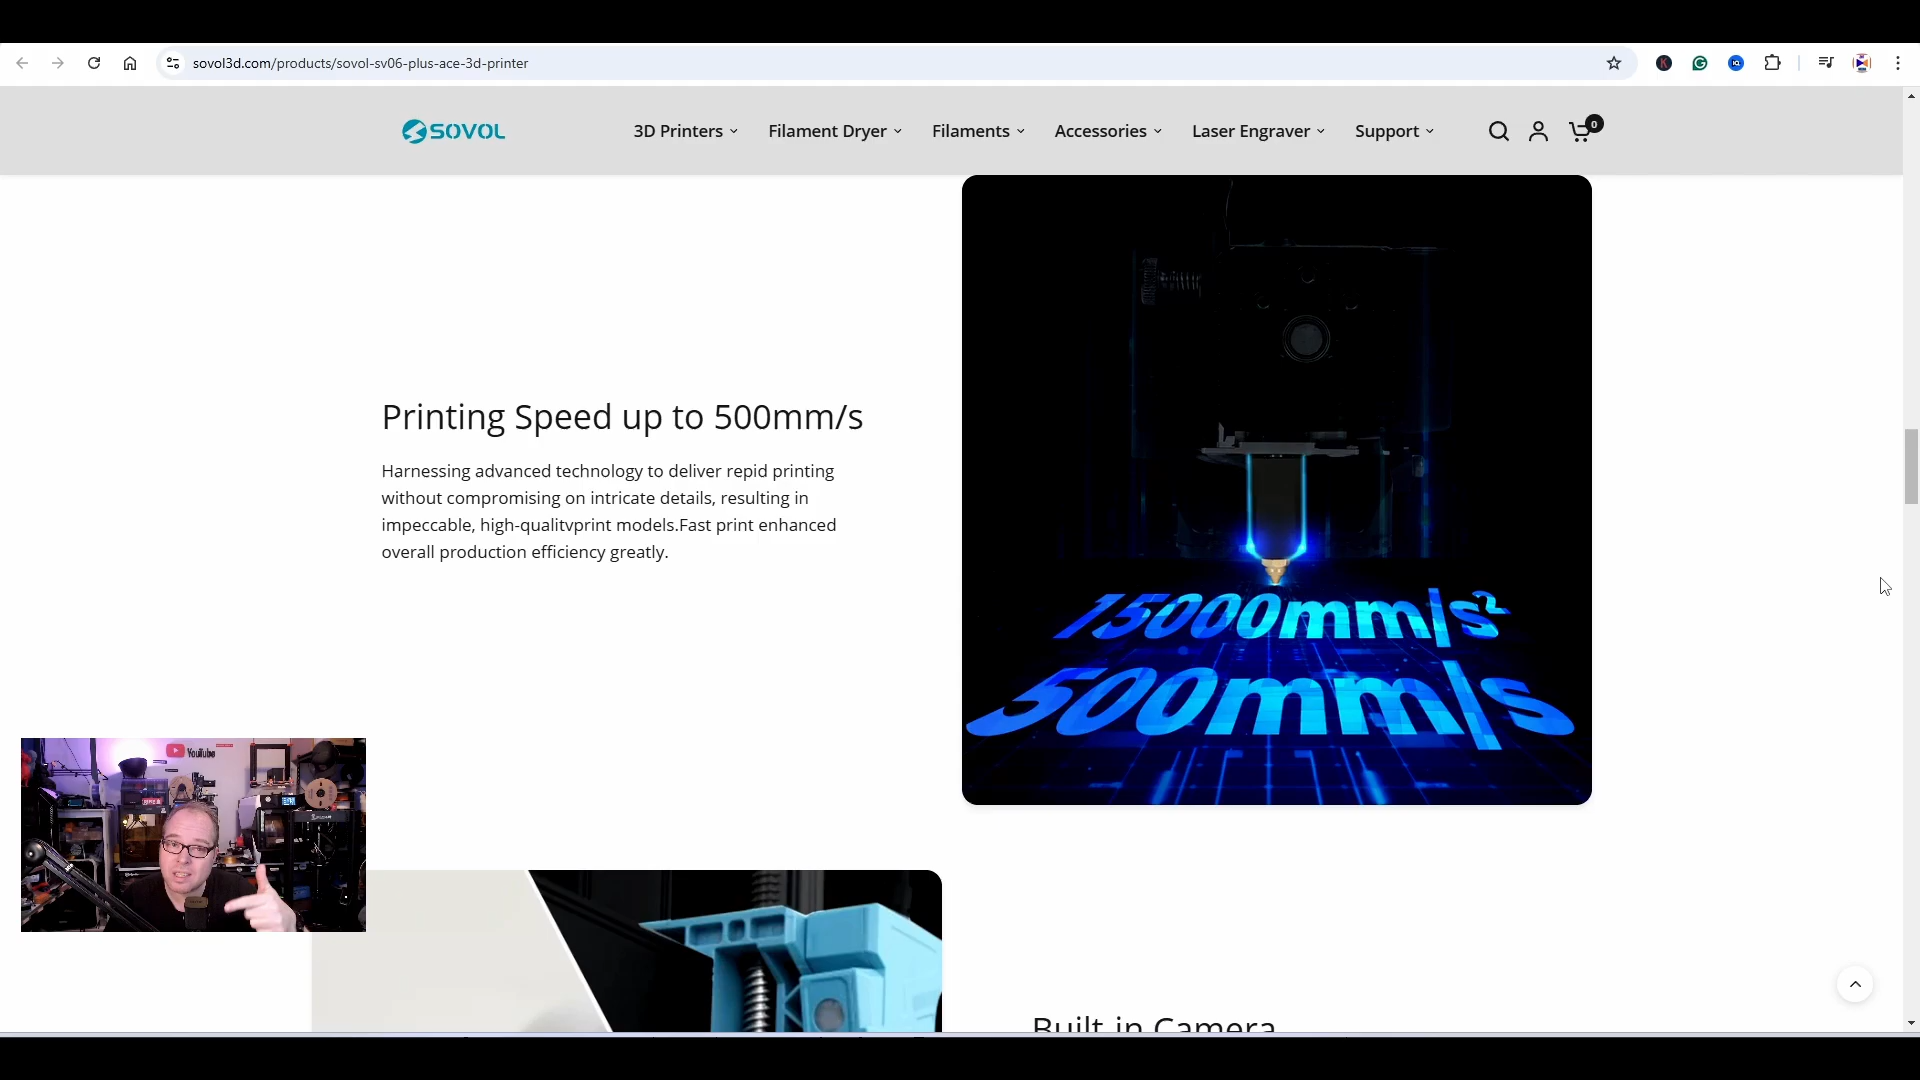 sovol3d.com/products/sovol-sv06-plus-ace-3d-printer
SOVOL
3D Printers
Filament Dryer
Filaments
Accessories
Laser Engraver
Support
0
Printing Speed up to 500mm/s
Harnessing advanced technology to deliver repid printing
without compromising on intricate details, resulting in
impeccable, high-qualitvprint models.Fast print enhanced
overall production efficiency greatly.
15000mm/s²
500mm/s
YouTube
Built in Camera